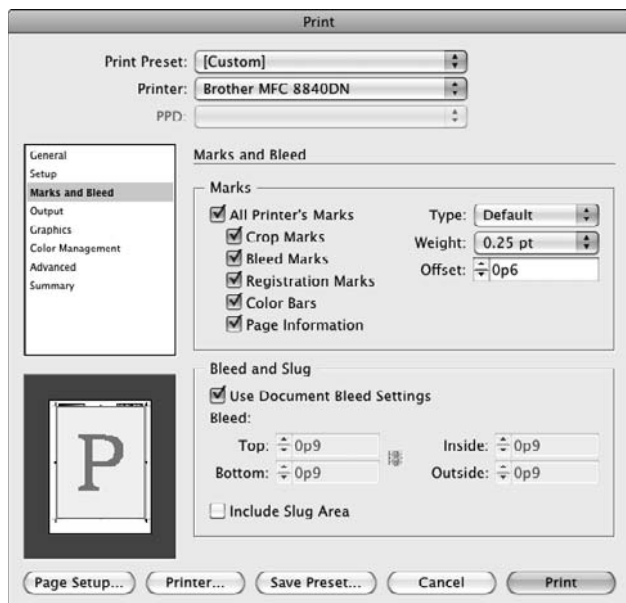 Print
Print Preset: [Custom]
Printer: Brother MFC 8840DN
PPD:
General
Setup
Marks and Bleed
Output
Graphics
Color Management
Advanced
Summary
Marks and Bleed
Marks
All Printer's Marks
Crop Marks
Bleed Marks
Registration Marks
Color Bars
Page Information
Type: Default
Weight: 0.25 pt
Offset: 0p6
P
Bleed and Slug
Use Document Bleed Settings
Bleed:
Top: 0p9 Inside: 0p9
Bottom: 0p9 Outside: 0p9
Include Slug Area
Page Setup... Printer... Save Preset... Cancel Print